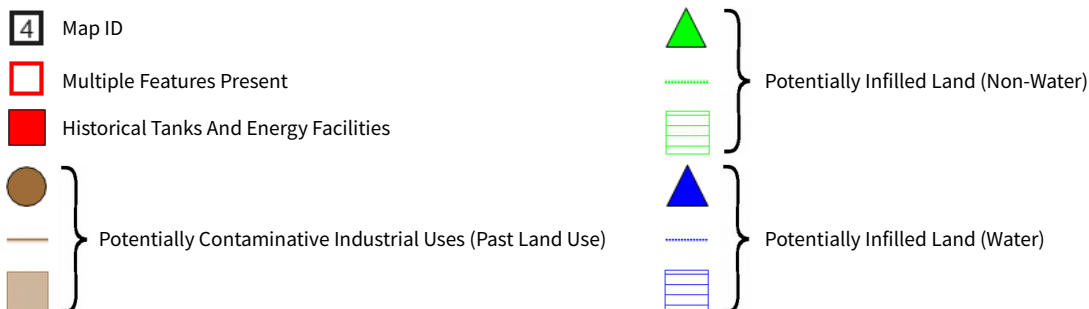 4 Map ID
Multiple Features Present
Historical Tanks And Energy Facilities
Potentially Contaminative Industrial Uses (Past Land Use)
Potentially Infilled Land (Non-Water)
Potentially Infilled Land (Water)